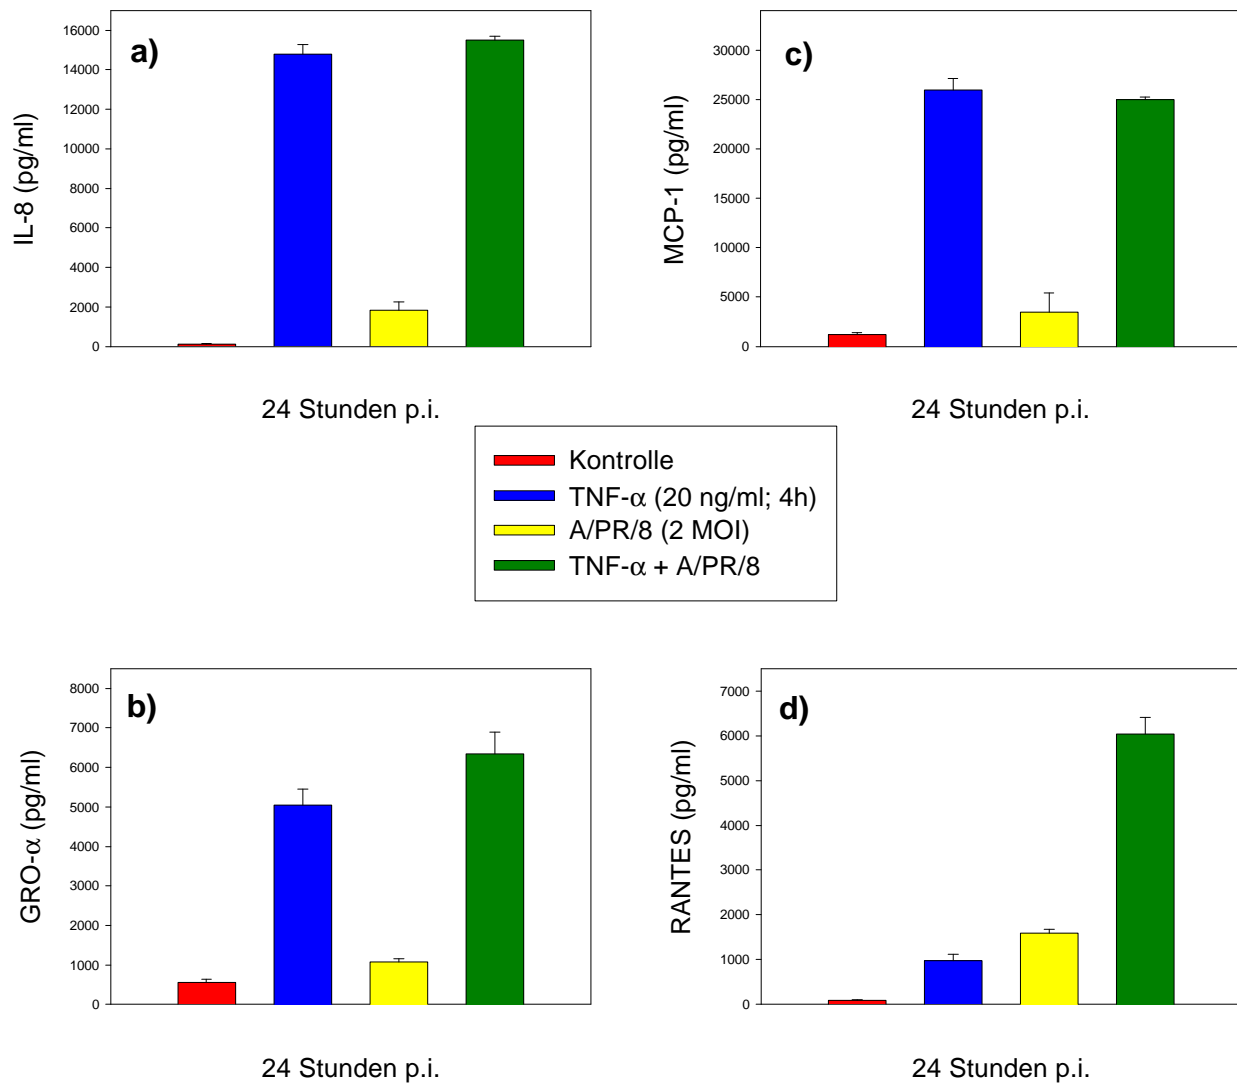 a)
IL-8 (pg/ml)
16000
14000
12000
10000
8000
6000
4000
2000
0
24 Stunden p.i.
c)
MCP-1 (pg/ml)
30000
25000
20000
15000
10000
5000
0
24 Stunden p.i.
Kontrolle
TNF-α (20 ng/ml; 4h)
A/PR/8 (2 MOI)
TNF-α + A/PR/8
b)
GRO-α (pg/ml)
8000
7000
6000
5000
4000
3000
2000
1000
0
24 Stunden p.i.
d)
RANTES (pg/ml)
7000
6000
5000
4000
3000
2000
1000
0
24 Stunden p.i.